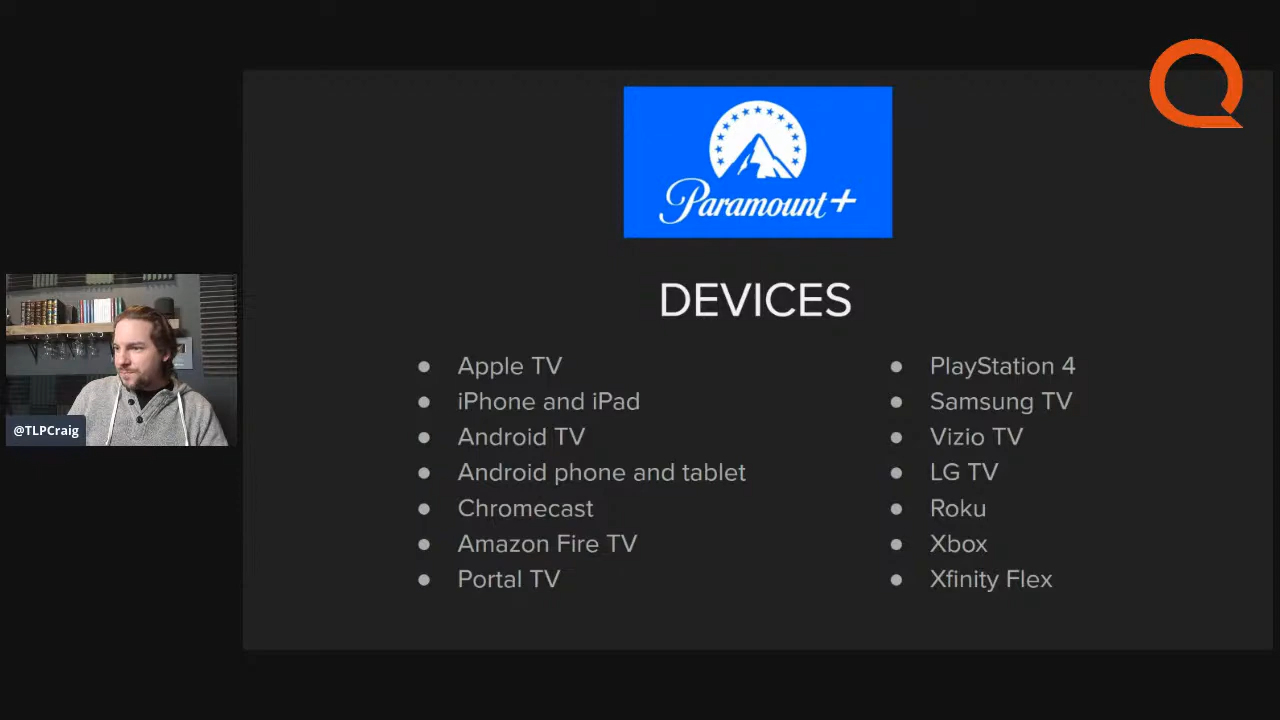 Paramount+
DEVICES
Apple TV
iPhone and iPad
Android TV
Android phone and tablet
Chromecast
Amazon Fire TV
Portal TV
PlayStation 4
Samsung TV
Vizio TV
LG TV
Roku
Xbox
Xfinity Flex
@TLPCraig